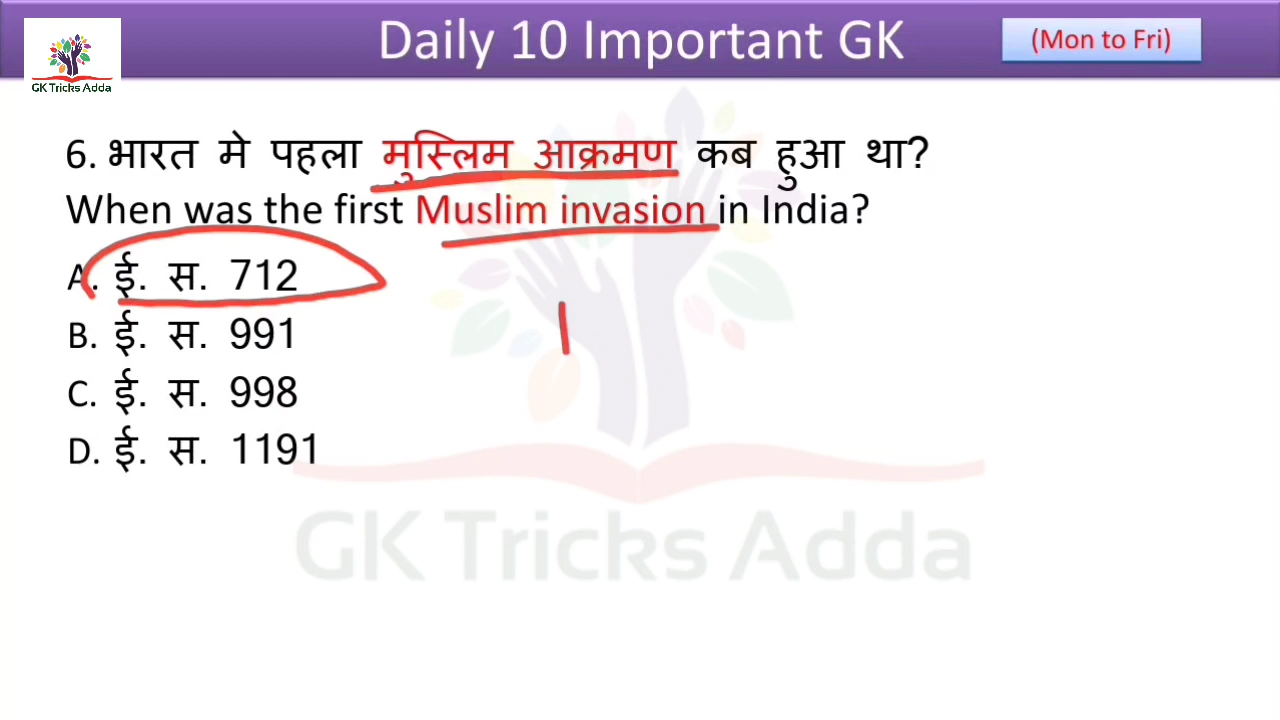 Daily 10 Important GK
(Mon to Fri)
GK Tricks Adda
6. भारत मे पहला मुस्लिम आक्रमण कब हुआ था?
When was the first Muslim invasion in India?
A. ई. स. 712
B. ई. स. 991
C. ई. स. 998
D. ई. स. 1191
GK Tricks Adda